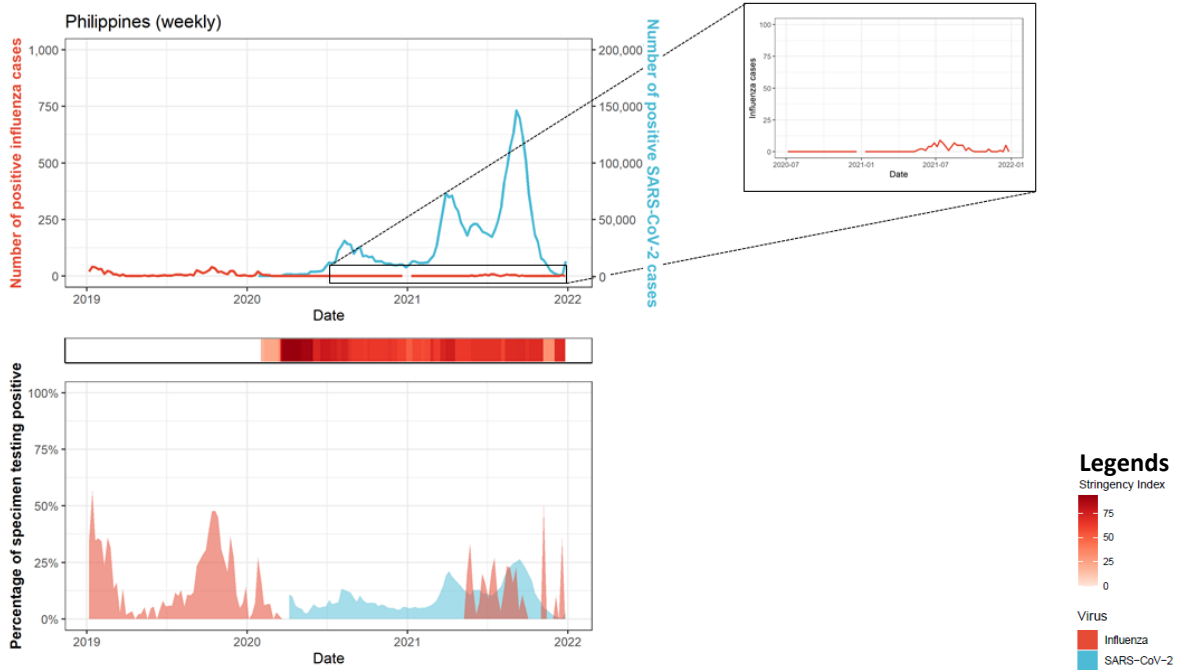 Philippines (weekly)
Number of positive influenza cases
1,000
750
500
250
0
200,000
150,000
100,000
50,000
0
Number of positive SARS-CoV-2 cases
2019
2020
2021
2022
Date
Influenza cases
100
75
50
25
0
2020-07
2021-01
2021-07
2022-01
Date
Percentage of specimen testing positive
100%
75%
50%
25%
0%
2019
2020
2021
2022
Date
Legends
Stringency Index
75
50
25
0
Virus
Influenza
SARS-CoV-2